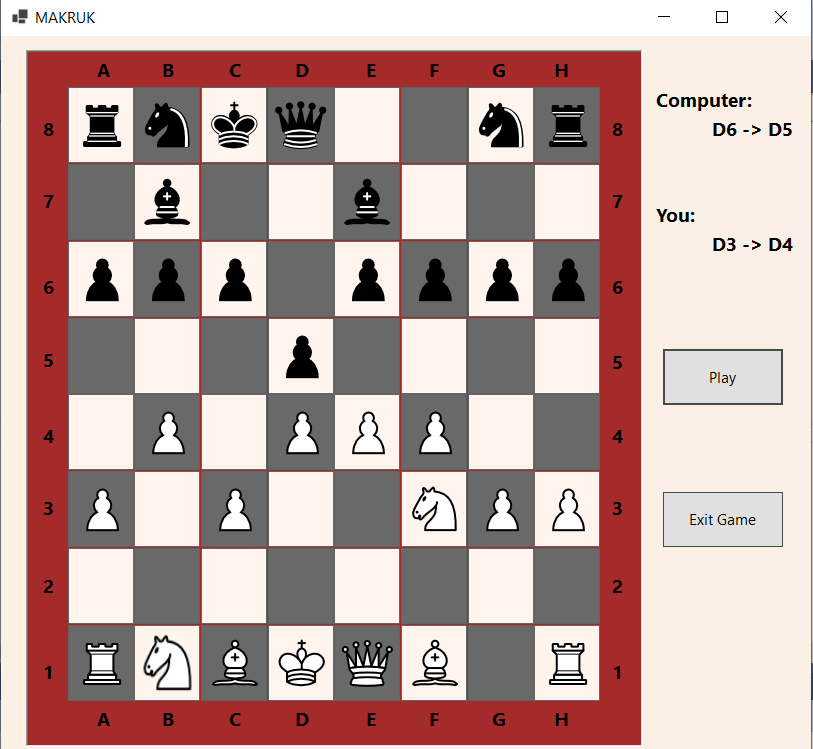 MAKRUK
A B C D E F G H
Computer:
8 8
D6 -> D5
7 7
You:
D3 -> D4
6 6
5 5
Play
4 4
3 3
Exit Game
2 2
1 1
A B C D E F G H